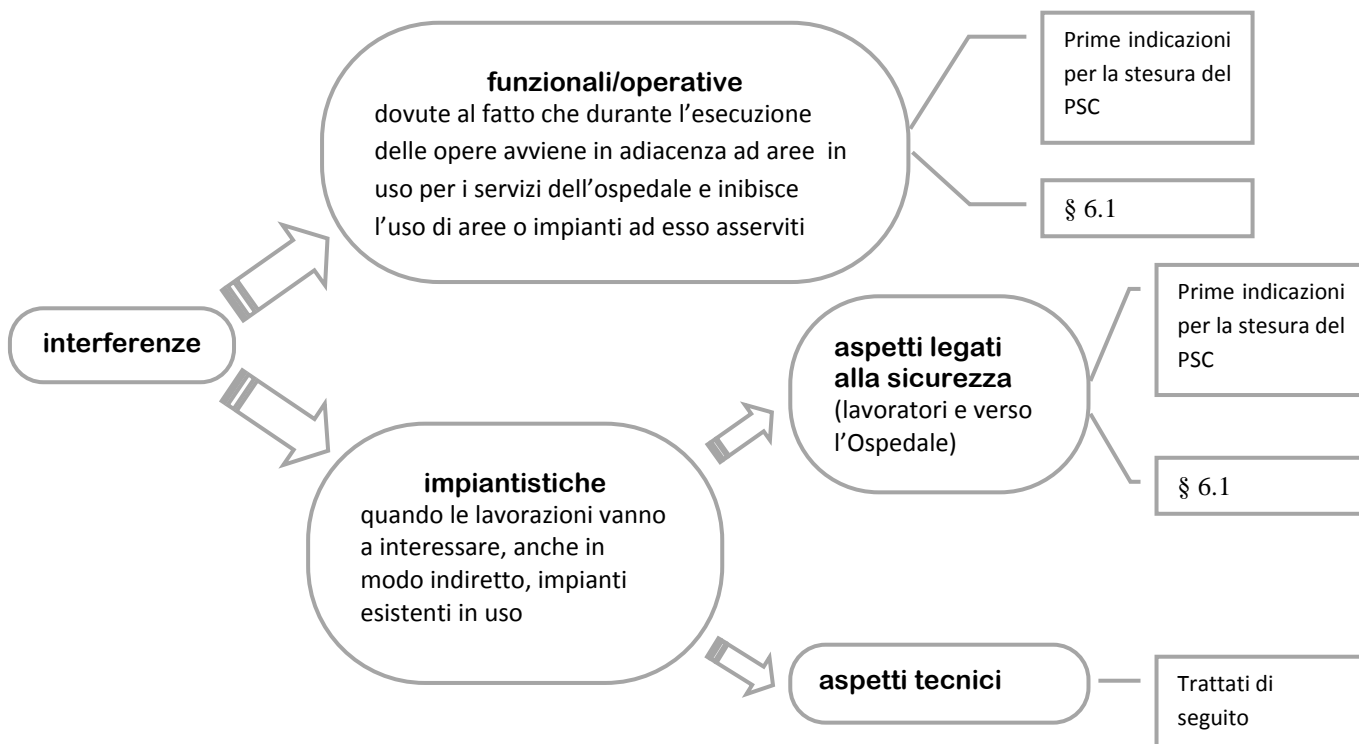 interferenze
funzionali/operative
dovute al fatto che durante l’esecuzione
delle opere avviene in adiacenza ad aree in
uso per i servizi dell’ospedale e inibisce
l’uso di aree o impianti ad esso asserviti
Prime indicazioni
per la stesura del
PSC
§ 6.1
impiantistiche
quando le lavorazioni vanno
a interessare, anche in
modo indiretto, impianti
esistenti in uso
aspetti legati
alla sicurezza
(lavoratori e verso
l’Ospedale)
Prime indicazioni
per la stesura del
PSC
§ 6.1
aspetti tecnici
Trattati di
seguito